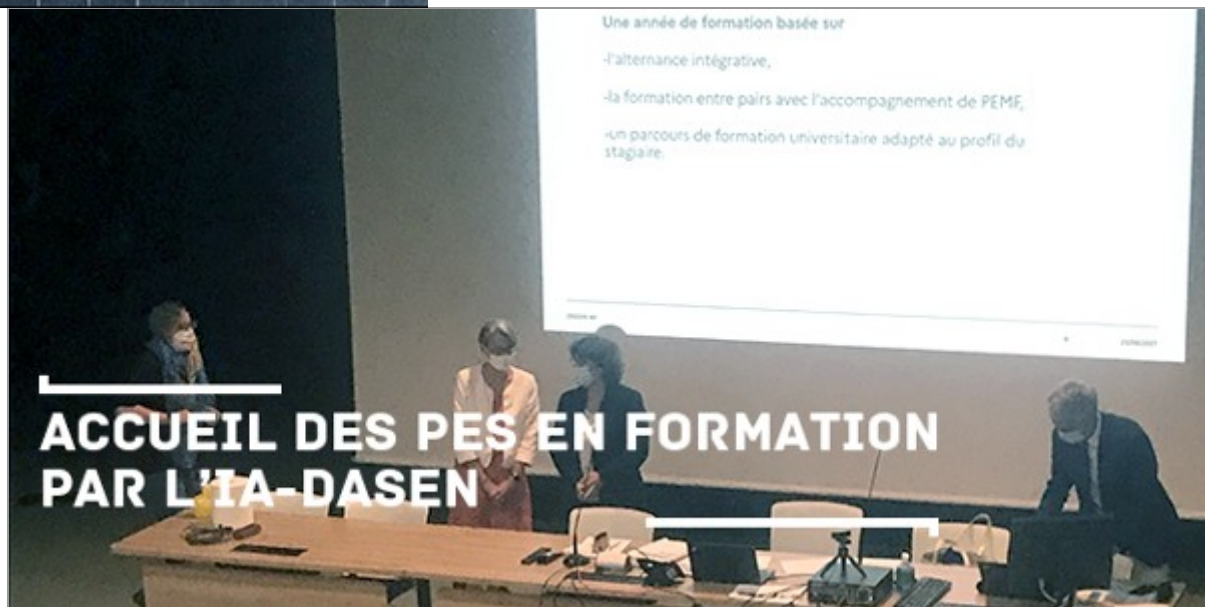 Une année de formation basée sur
-l'alternance intégrative,
-la formation entre pairs avec l'accompagnement de PEMF,
-un parcours de formation universitaire adapté au profil du
stagiaire.
ACCUEIL DES PES EN FORMATION
PAR L'IA-DASEN